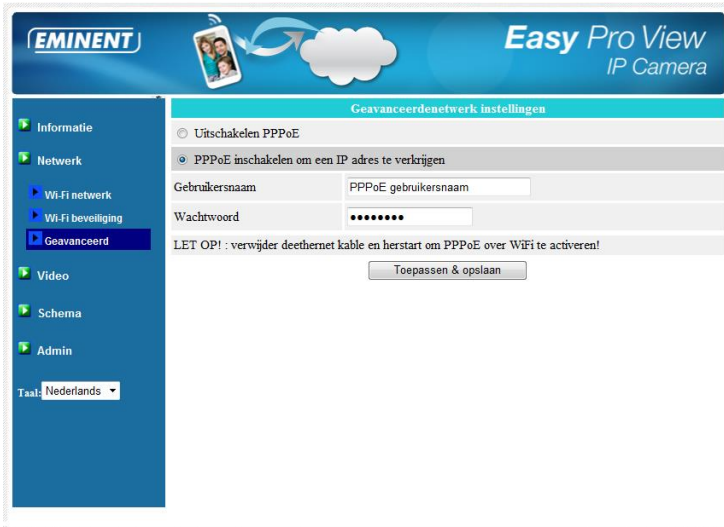 EMINENT
Easy Pro View
IP Camera
Informatie
Netwerk
Wi-Fi netwerk
Wi-Fi beveiliging
Geavanceerd
Video
Schema
Admin
Taal: Nederlands
Geavanceerdenetwerk instellingen
Uitschakelen PPPoE
PPPoE inschakelen om een IP adres te verkrijgen
Gebruikersnaam PPPoE gebruikersnaam
Wachtwoord ••••••••
LET OP! : verwijder deethernet kable en herstart om PPPoE over WiFi te activeren!
Toepassen & opslaan